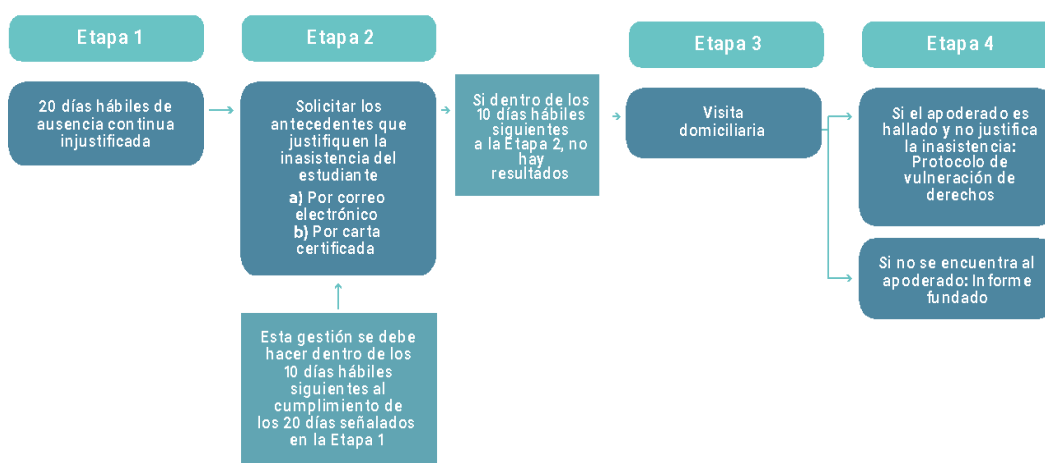 Etapa 1
20 días hábiles de
ausencia continua
injustificada
Etapa 2
Solicitar los
antecedentes que
justifiquen la
inasistencia del
estudiante
a) Por correo
electrónico
b) Por carta
certificada
Esta gestión se debe
hacer dentro de los
10 días hábiles
siguientes al
cumplimiento de
los 20 días señalados
en la Etapa 1
Si dentro de los
10 días hábiles
siguientes
a la Etapa 2, no
hay
resultados
Etapa 3
Visita
domiciliaria
Etapa 4
Si el apoderado es
hallado y no justifica
la inasistencia:
Protocolo de
vulneración de
derechos
Si no se encuentra al
apoderado: Informe
fundado